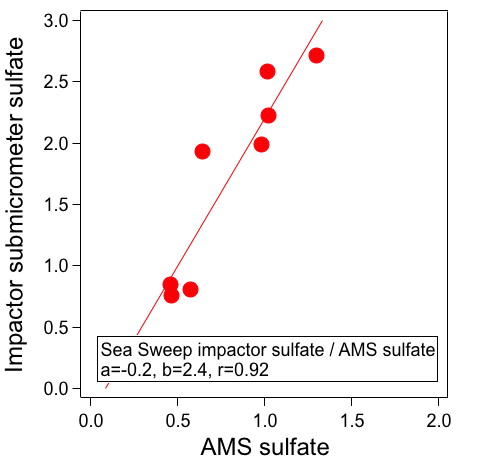 Impactor submicrometer sulfate
3.0
2.5
2.0
1.5
1.0
0.5
0.0
Sea Sweep impactor sulfate / AMS sulfate
a=-0.2, b=2.4, r=0.92
0.0 0.5 1.0 1.5 2.0
AMS sulfate